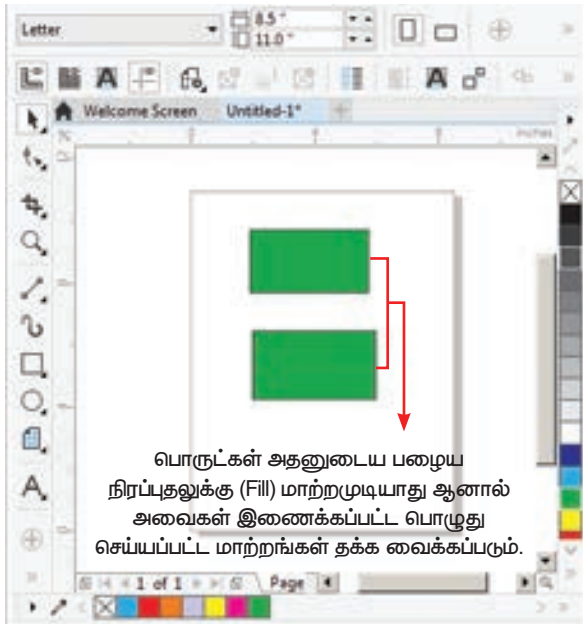 Letter
8.5 "
11.0 "
Welcome Screen Untitled-1*
inches
பொருட்கள் அதனுடைய பழைய
நிரப்புதலுக்கு (Fill) மாற்றமுடியாது ஆனால்
அவைகள் இணைக்கப்பட்ட பொழுது
செய்யப்பட்ட மாற்றங்கள் தக்க வைக்கப்படும்.
1 of 1 Page